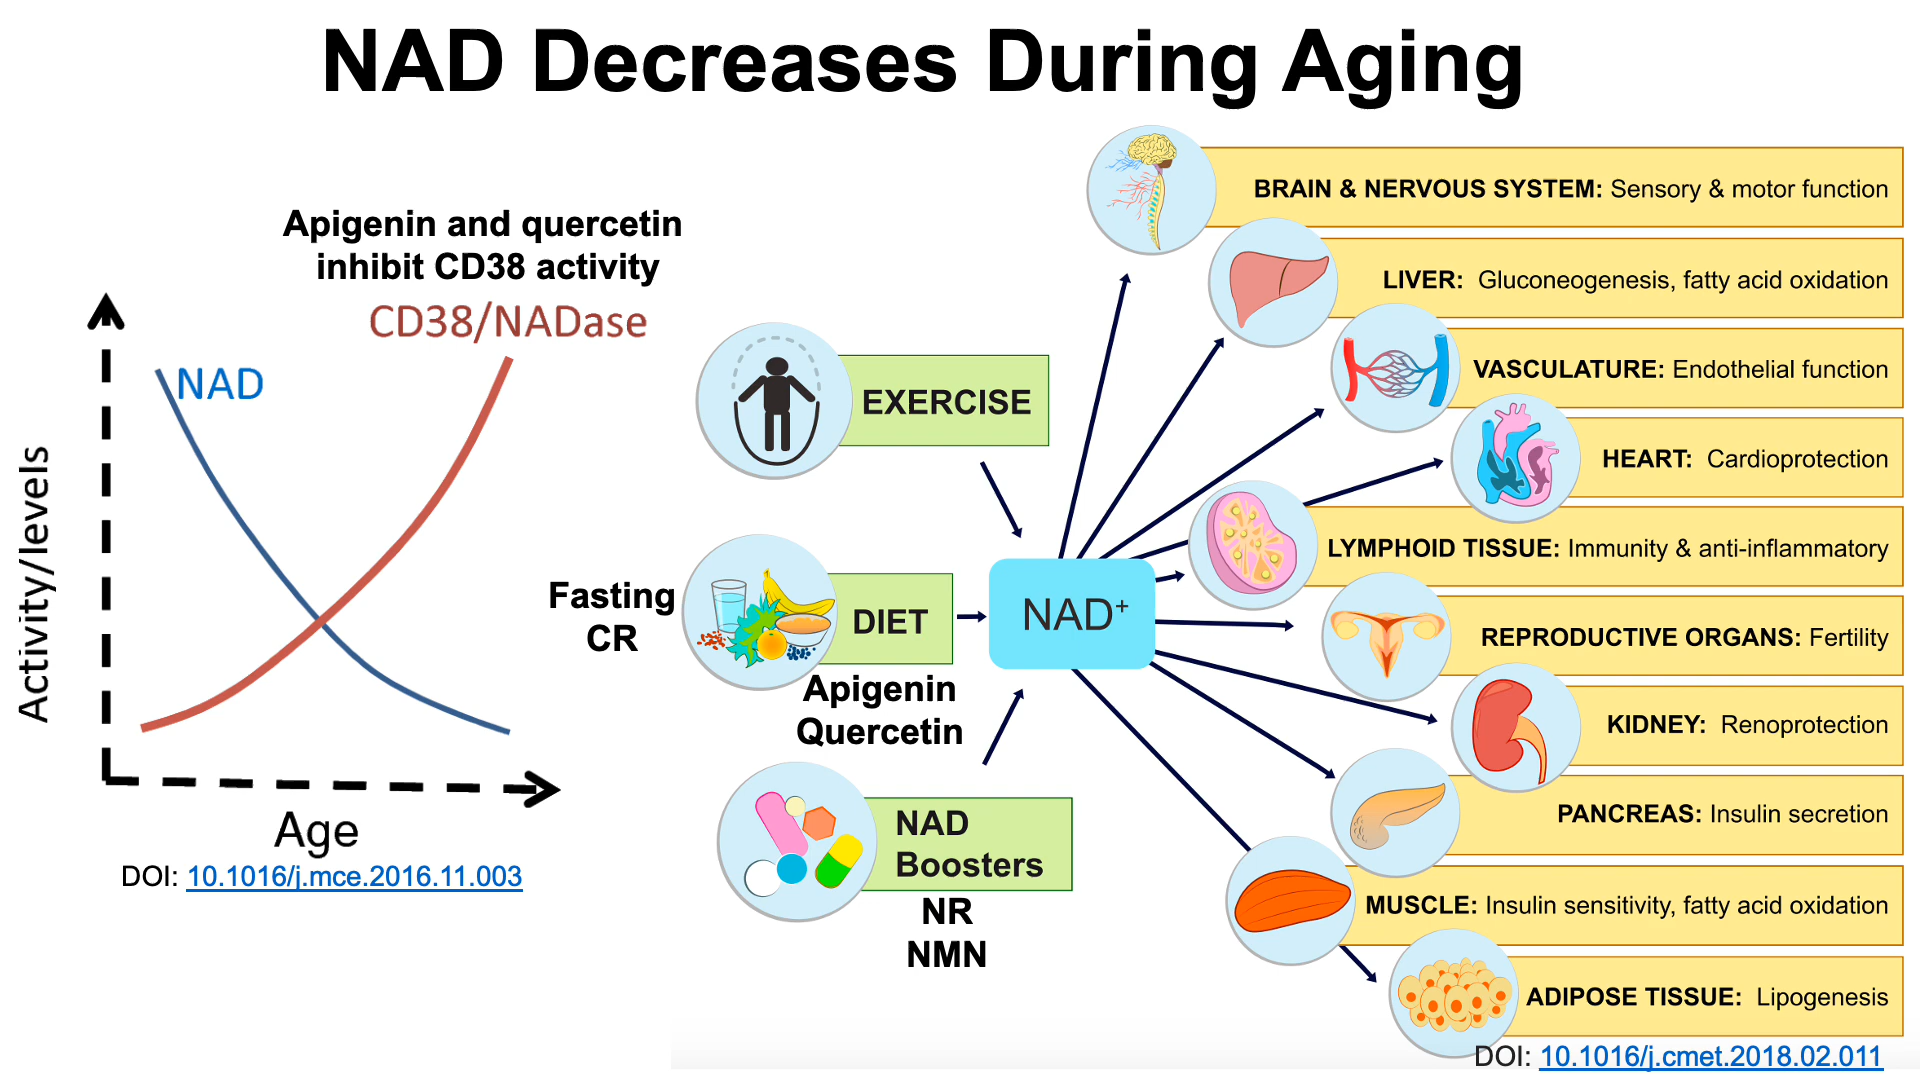 NAD Decreases During Aging
Apigenin and quercetin
inhibit CD38 activity
CD38/NADase
NAD
Activity/levels
Age
DOI: 10.1016/j.mce.2016.11.003
EXERCISE
Fasting
CR
DIET
Apigenin
Quercetin
NAD
Boosters
NR
NMN
NAD+
BRAIN & NERVOUS SYSTEM: Sensory & motor function
LIVER: Gluconeogenesis, fatty acid oxidation
VASCULATURE: Endothelial function
HEART: Cardioprotection
LYMPHOID TISSUE: Immunity & anti-inflammatory
REPRODUCTIVE ORGANS: Fertility
KIDNEY: Renoprotection
PANCREAS: Insulin secretion
MUSCLE: Insulin sensitivity, fatty acid oxidation
ADIPOSE TISSUE: Lipogenesis
DOI: 10.1016/j.cmet.2018.02.011